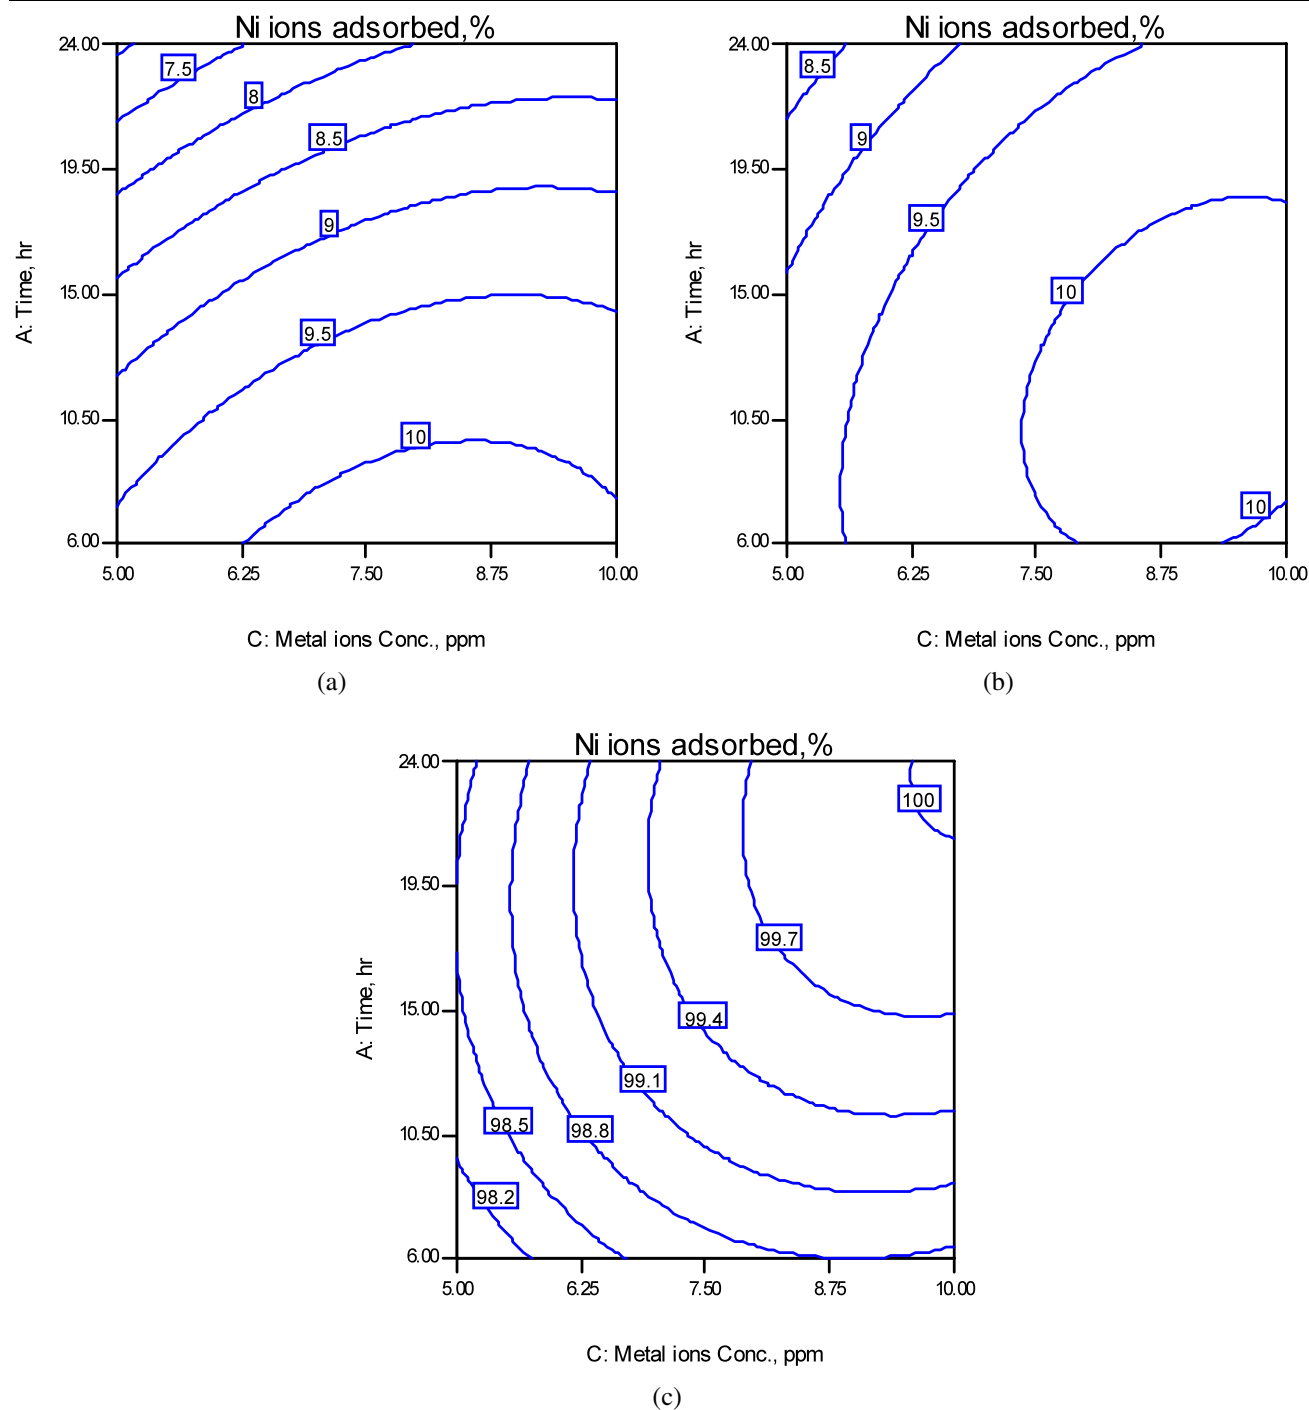 Ni ions adsorbed,%
24.00
19.50
15.00
10.50
6.00
A: Time, hr
7.5
8
8.5
9
9.5
10
5.00 6.25 7.50 8.75 10.00
C: Metal ions Conc., ppm
(a)
Ni ions adsorbed,%
24.00
19.50
15.00
10.50
6.00
A: Time, hr
8.5
9
9.5
10
10
5.00 6.25 7.50 8.75 10.00
C: Metal ions Conc., ppm
(b)
Ni ions adsorbed,%
24.00
19.50
15.00
10.50
6.00
A: Time, hr
100
99.7
99.4
99.1
98.5
98.8
98.2
5.00 6.25 7.50 8.75 10.00
C: Metal ions Conc., ppm
(c)